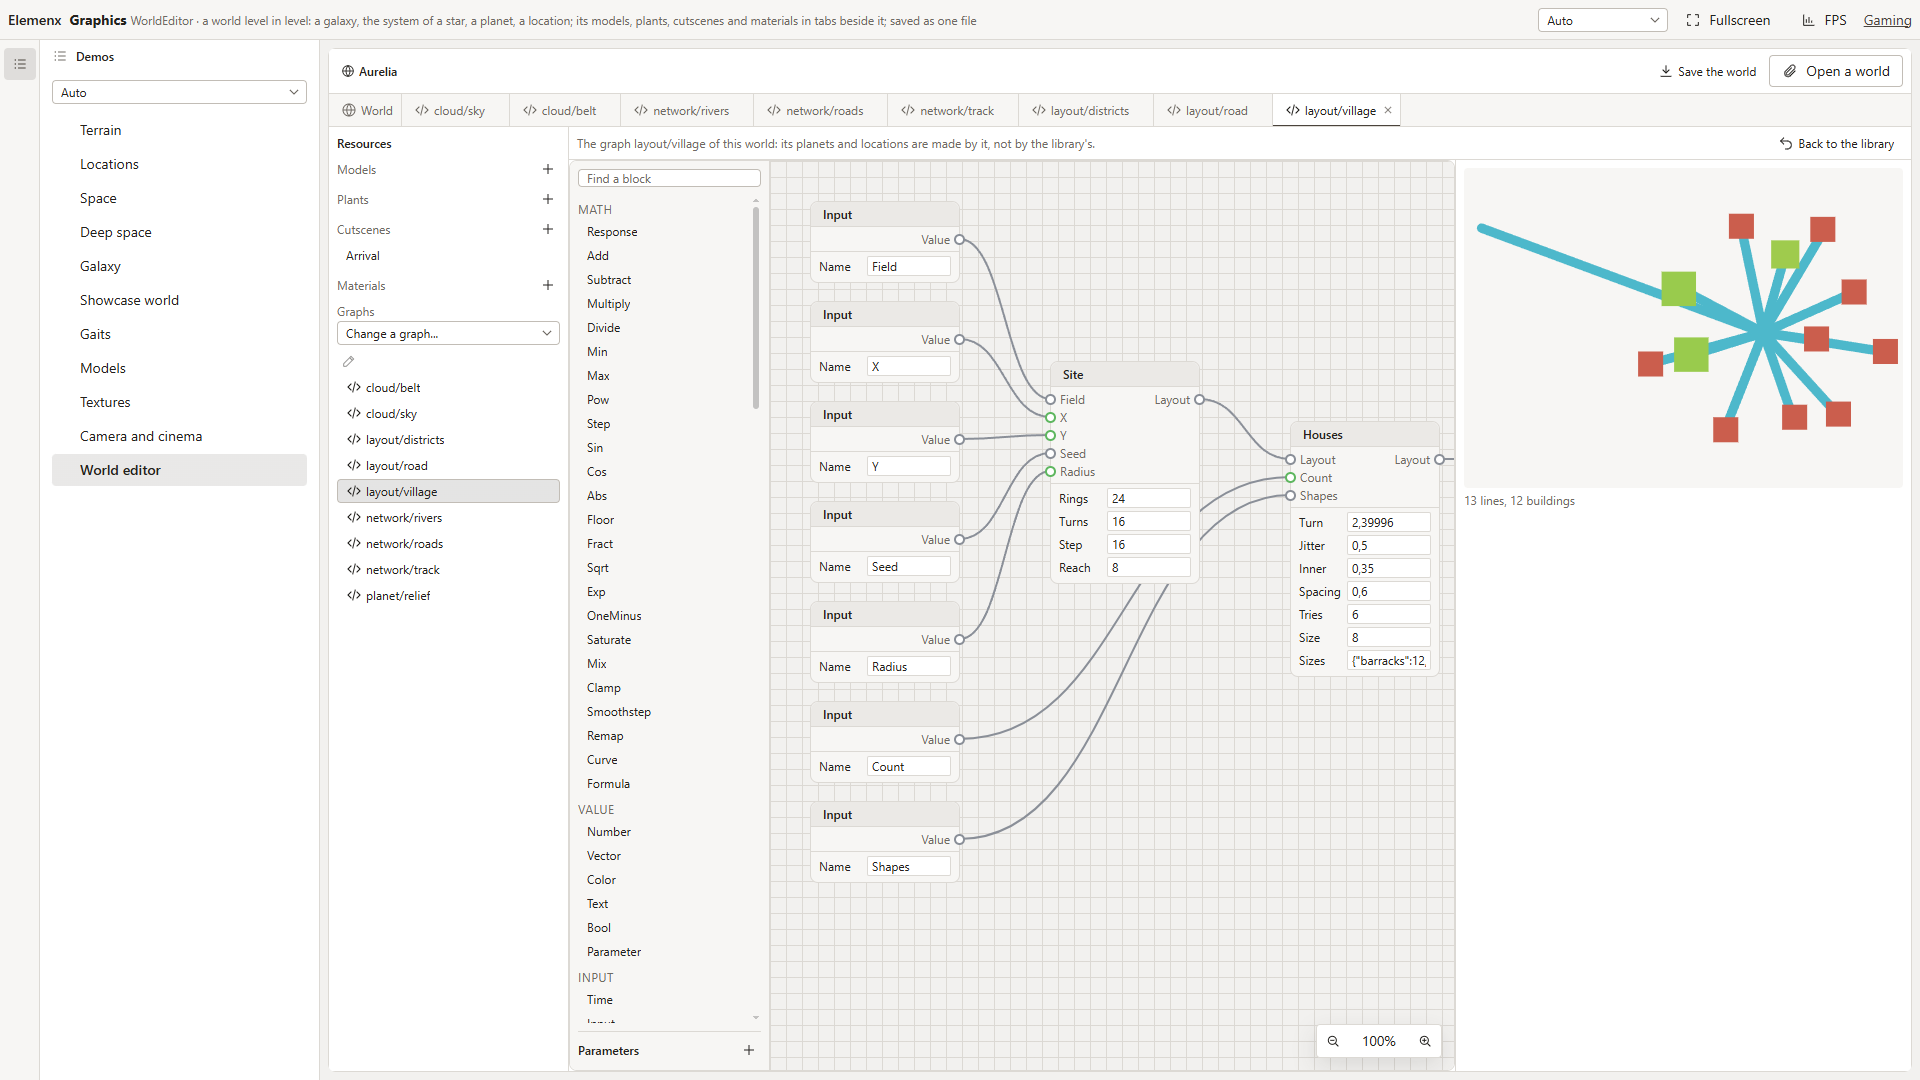 Elemenx Graphics WorldEditor · a world level in level: a galaxy, the system of a star, a planet, a location; its models, plants, cutscenes and materials in tabs beside it; saved as one file
Auto
Fullscreen
FPS
Gaming
Demos
Auto
Terrain
Locations
Space
Deep space
Galaxy
Showcase world
Gaits
Models
Textures
Camera and cinema
World editor
Aurelia
Save the world
Open a world
World
cloud/sky
cloud/belt
network/rivers
network/roads
network/track
layout/districts
layout/road
layout/village
Resources
Models
Plants
Cutscenes
Arrival
Materials
Graphs
Change a graph...
cloud/belt
cloud/sky
layout/districts
layout/road
layout/village
network/rivers
network/roads
network/track
planet/relief
The graph layout/village of this world: its planets and locations are made by it, not by the library's.
Back to the library
Find a block
MATH
Response
Add
Subtract
Multiply
Divide
Min
Max
Pow
Step
Sin
Cos
Abs
Floor
Fract
Sqrt
Exp
OneMinus
Saturate
Mix
Clamp
Smoothstep
Remap
Curve
Formula
VALUE
Number
Vector
Color
Text
Bool
Parameter
INPUT
Time
Parameters
Input
Value
Name Field
Input
Value
Name X
Input
Value
Name Y
Input
Value
Name Seed
Input
Value
Name Radius
Input
Value
Name Count
Input
Value
Name Shapes
Site
Field Layout
X
Y
Seed
Radius
Rings 24
Turns 16
Step 16
Reach 8
Houses
Layout Layout
Count
Shapes
Turn 2,39996
Jitter 0,5
Inner 0,35
Spacing 0,6
Tries 6
Size 8
Sizes {"barracks":12,
100%
13 lines, 12 buildings